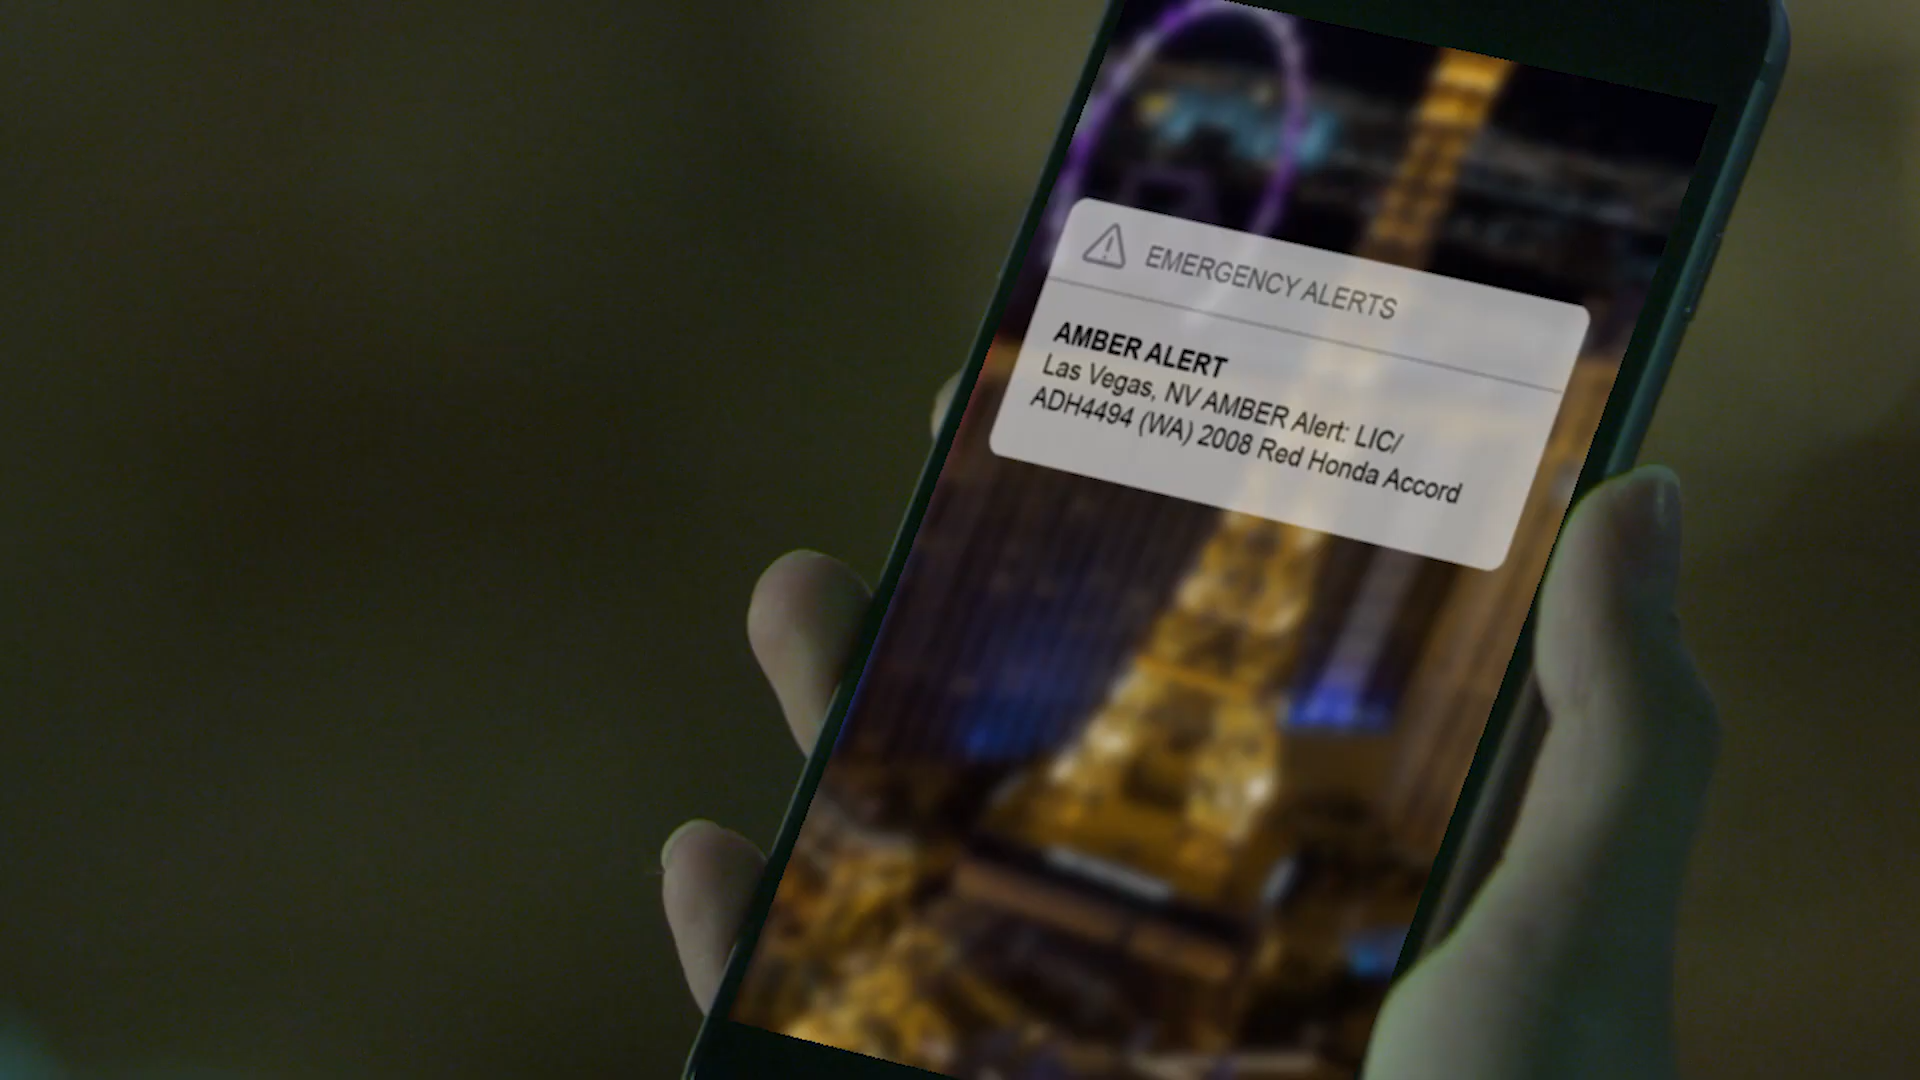 EMERGENCY ALERTS
AMBER ALERT
Las Vegas, NV AMBER Alert: LIC/
ADH4494 (WA) 2008 Red Honda Accord